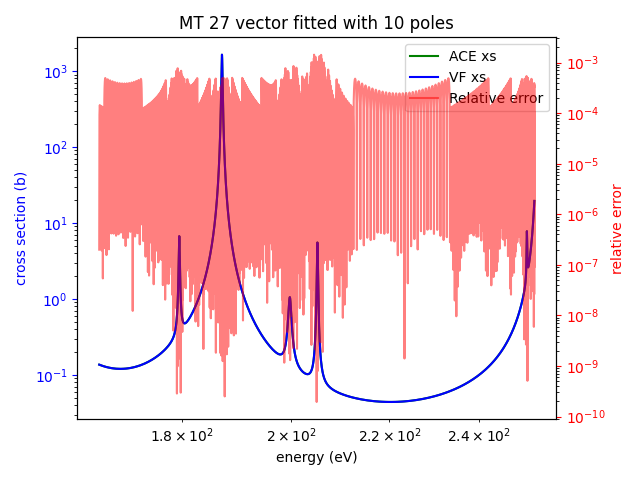 MT 27 vector fitted with 10 poles
ACE xs
VF xs
Relative error
cross section (b)
10³
10²
10¹
10⁰
10⁻¹
10⁻³
10⁻⁴
10⁻⁵
10⁻⁶
10⁻⁷
10⁻⁸
10⁻⁹
10⁻¹⁰
relative error
1.8 × 10² 2 × 10² 2.2 × 10² 2.4 × 10²
energy (eV)